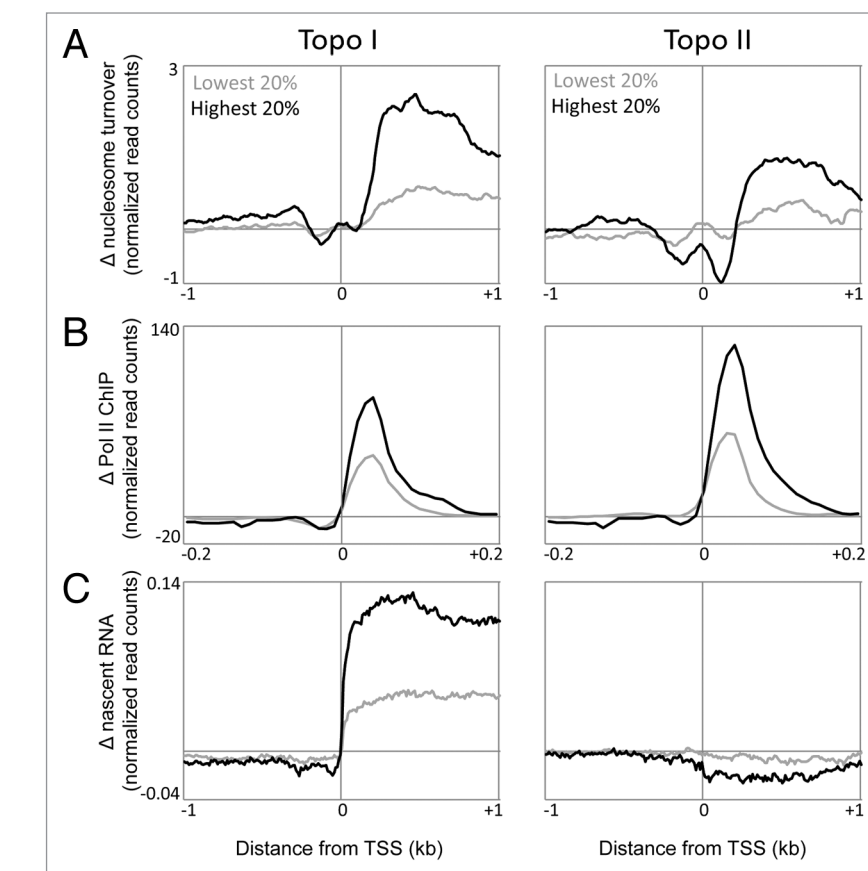 Topo I
Topo II
A
Δ nucleosome turnover
(normalized read counts)
3
-1
Lowest 20%
Highest 20%
-1
0
+1
Lowest 20%
Highest 20%
-1
0
+1
B
Δ Pol II ChIP
(normalized read counts)
140
-20
-0.2
0
+0.2
-0.2
0
+0.2
C
Δ nascent RNA
(normalized read counts)
0.14
-0.04
-1
0
+1
-1
0
+1
Distance from TSS (kb)
Distance from TSS (kb)